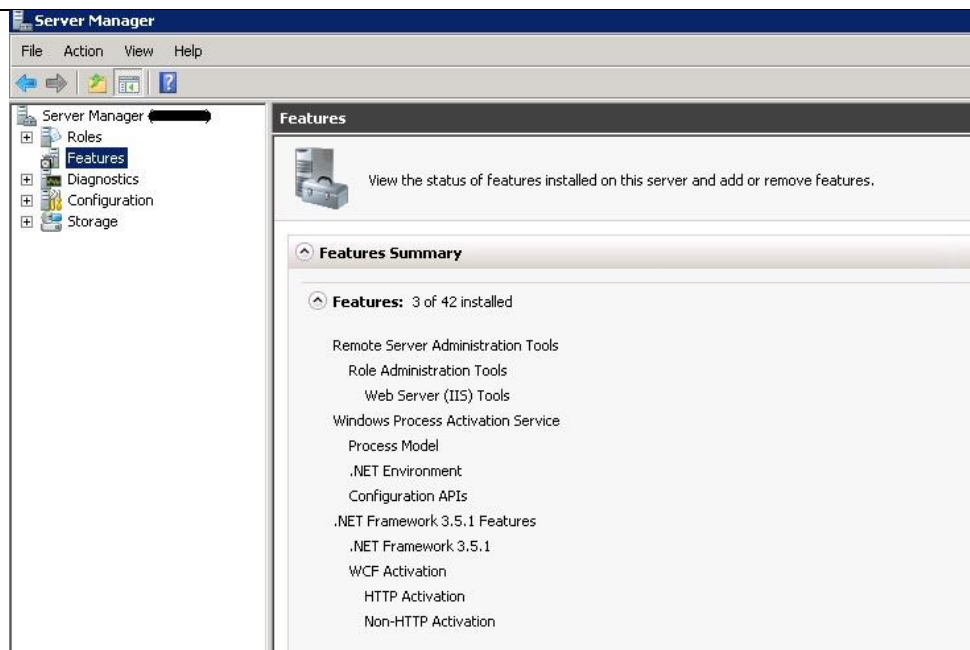 Server Manager
File Action View Help
Server Manager (
Roles
Features
Diagnostics
Configuration
Storage
Features
View the status of features installed on this server and add or remove features.
Features Summary
Features: 3 of 42 installed
Remote Server Administration Tools
Role Administration Tools
Web Server (IIS) Tools
Windows Process Activation Service
Process Model
.NET Environment
Configuration APIs
.NET Framework 3.5.1 Features
.NET Framework 3.5.1
WCF Activation
HTTP Activation
Non-HTTP Activation